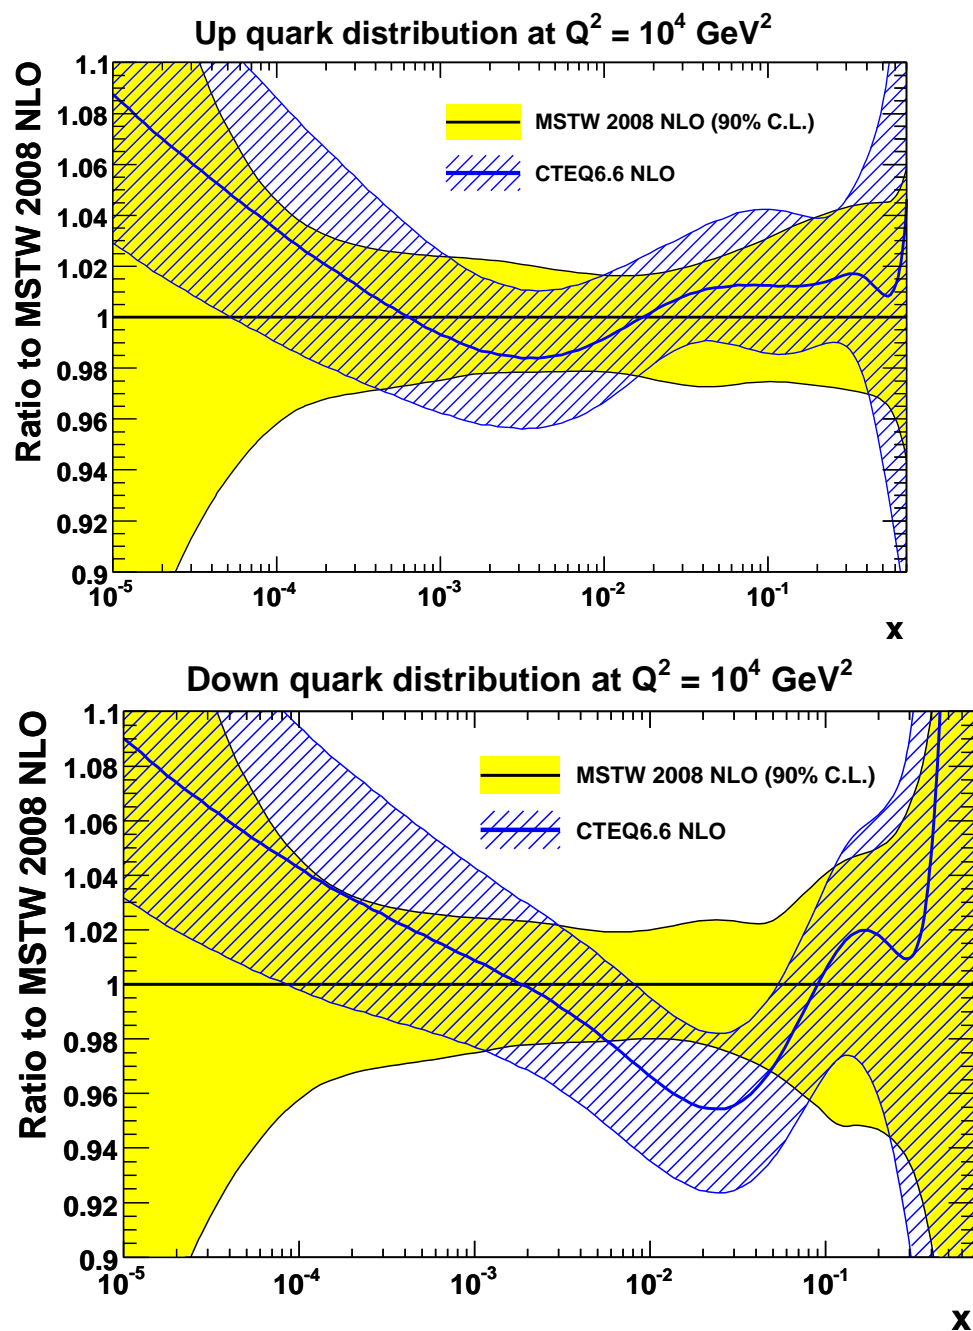 Up quark distribution at Q² = 10⁴ GeV²
Ratio to MSTW 2008 NLO
1.1
1.08
1.06
1.04
1.02
1
0.98
0.96
0.94
0.92
0.9
MSTW 2008 NLO (90% C.L.)
CTEQ6.6 NLO
10⁻⁵ 10⁻⁴ 10⁻³ 10⁻² 10⁻¹
x
Down quark distribution at Q² = 10⁴ GeV²
Ratio to MSTW 2008 NLO
1.1
1.08
1.06
1.04
1.02
1
0.98
0.96
0.94
0.92
0.9
MSTW 2008 NLO (90% C.L.)
CTEQ6.6 NLO
10⁻⁵ 10⁻⁴ 10⁻³ 10⁻² 10⁻¹
x